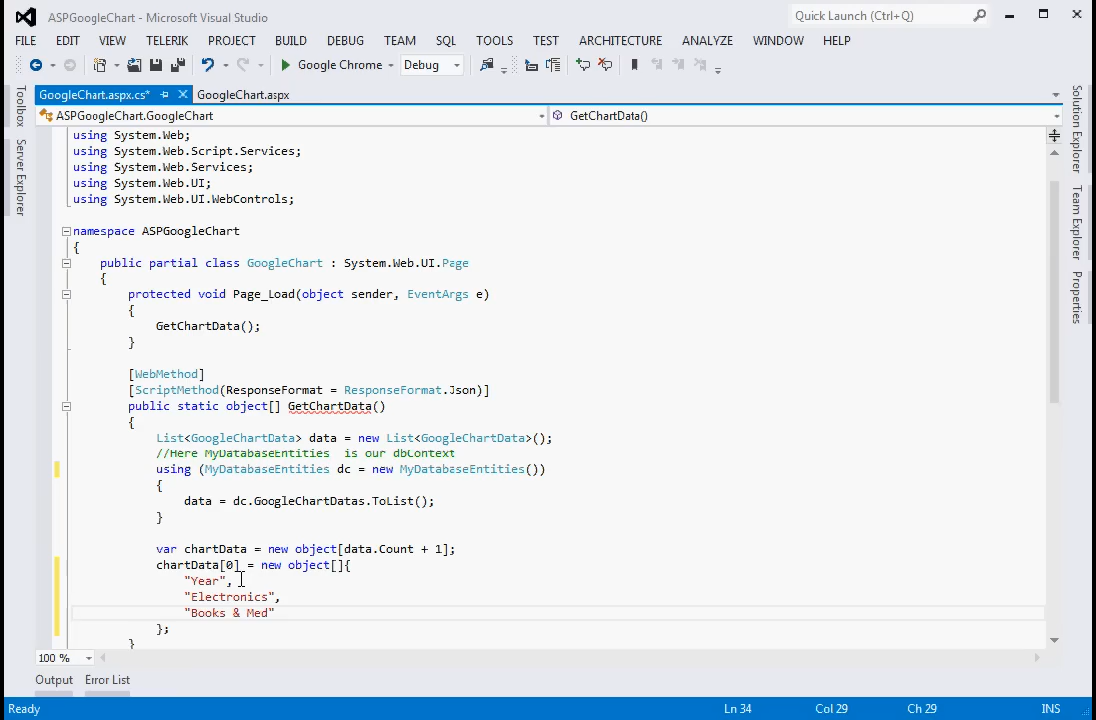 ASPGoogleChart - Microsoft Visual Studio
Quick Launch (Ctrl+Q)
FILE EDIT VIEW TELERIK PROJECT BUILD DEBUG TEAM SQL TOOLS TEST ARCHITECTURE ANALYZE WINDOW HELP
Google Chrome Debug
GoogleChart.aspx.cs* GoogleChart.aspx
ASPGoogleChart.GoogleChart GetChartData()
Toolbox
Server Explorer
Solution Explorer
Team Explorer
Properties
using System.Web;
using System.Web.Script.Services;
using System.Web.Services;
using System.Web.UI;
using System.Web.UI.WebControls;
namespace ASPGoogleChart
{
public partial class GoogleChart : System.Web.UI.Page
{
protected void Page_Load(object sender, EventArgs e)
{
GetChartData();
}
[WebMethod]
[ScriptMethod(ResponseFormat = ResponseFormat.Json)]
public static object[] GetChartData()
{
List<GoogleChartData> data = new List<GoogleChartData>();
//Here MyDatabaseEntities  is our dbContext
using (MyDatabaseEntities dc = new MyDatabaseEntities())
{
data = dc.GoogleChartDatas.ToList();
}
var chartData = new object[data.Count + 1];
chartData[0] = new object[]{
"Year",
"Electronics",
"Books & Med"
};
}
100 %
Output Error List
Ready Ln 34 Col 29 Ch 29 INS